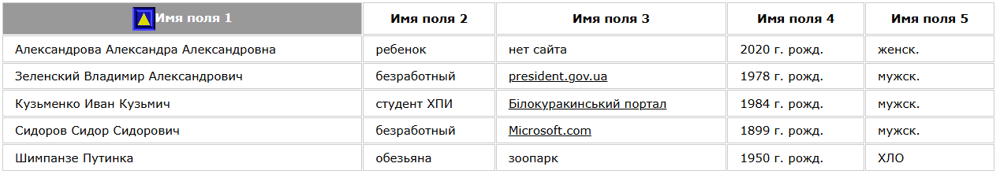 Имя поля 1 Имя поля 2 Имя поля 3 Имя поля 4 Имя поля 5
Александрова Александра Александровна ребенок нет сайта 2020 г. рожд. женск.
Зеленский Владимир Александрович безработный president.gov.ua 1978 г. рожд. мужск.
Кузьменко Иван Кузьмич студент ХПИ Білокуракинський портал 1984 г. рожд. мужск.
Сидоров Сидор Сидорович безработный Microsoft.com 1899 г. рожд. мужск.
Шимпанзе Путинка обезьяна зоопарк 1950 г. рожд. ХЛО